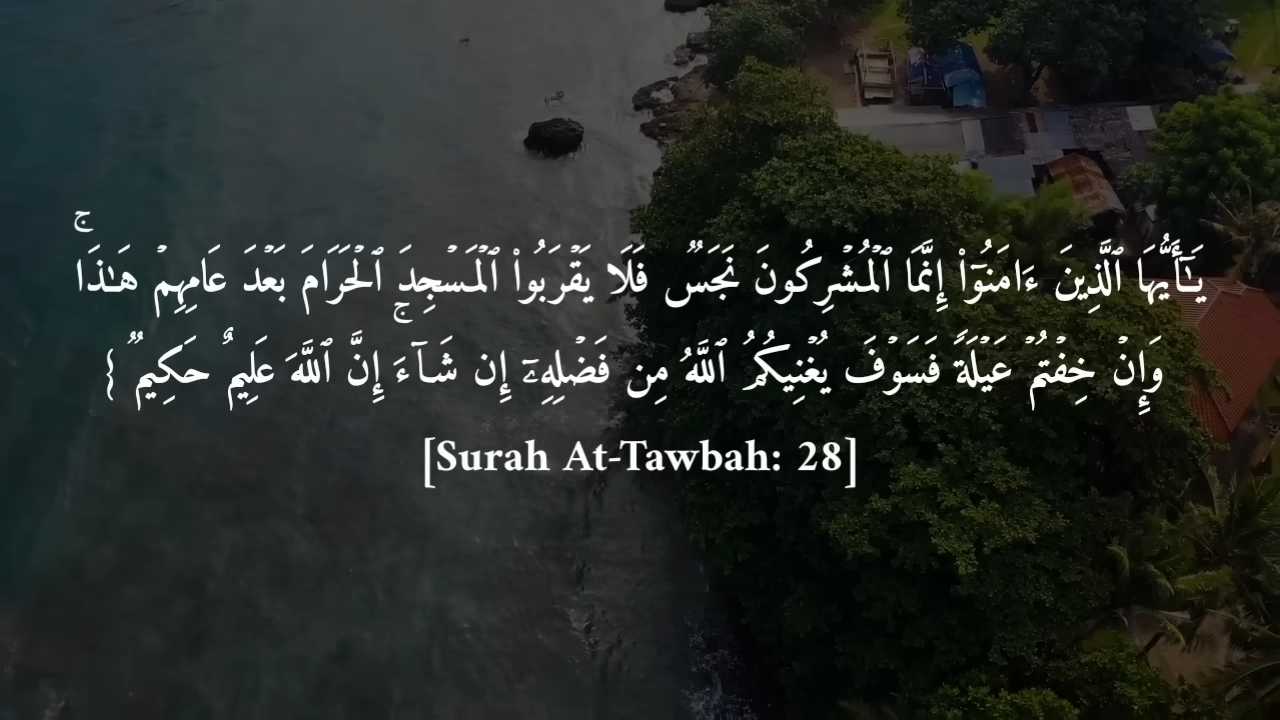 يَـٰٓأَيُّهَا ٱلَّذِينَ ءَامَنُوٓا۟ إِنَّمَا ٱلْمُشْرِكُونَ نَجَسٌۭ فَلَا يَقْرَبُوا۟ ٱلْمَسْجِدَ ٱلْحَرَامَ بَعْدَ عَامِهِمْ هَـٰذَا ۚ
وَإِنْ خِفْتُمْ عَيْلَةًۭ فَسَوْفَ يُغْنِيكُمُ ٱللَّهُ مِن فَضْلِهِۦٓ إِن شَآءَ ۚ إِنَّ ٱللَّهَ عَلِيمٌ حَكِيمٌۭ }
[Surah At-Tawbah: 28]